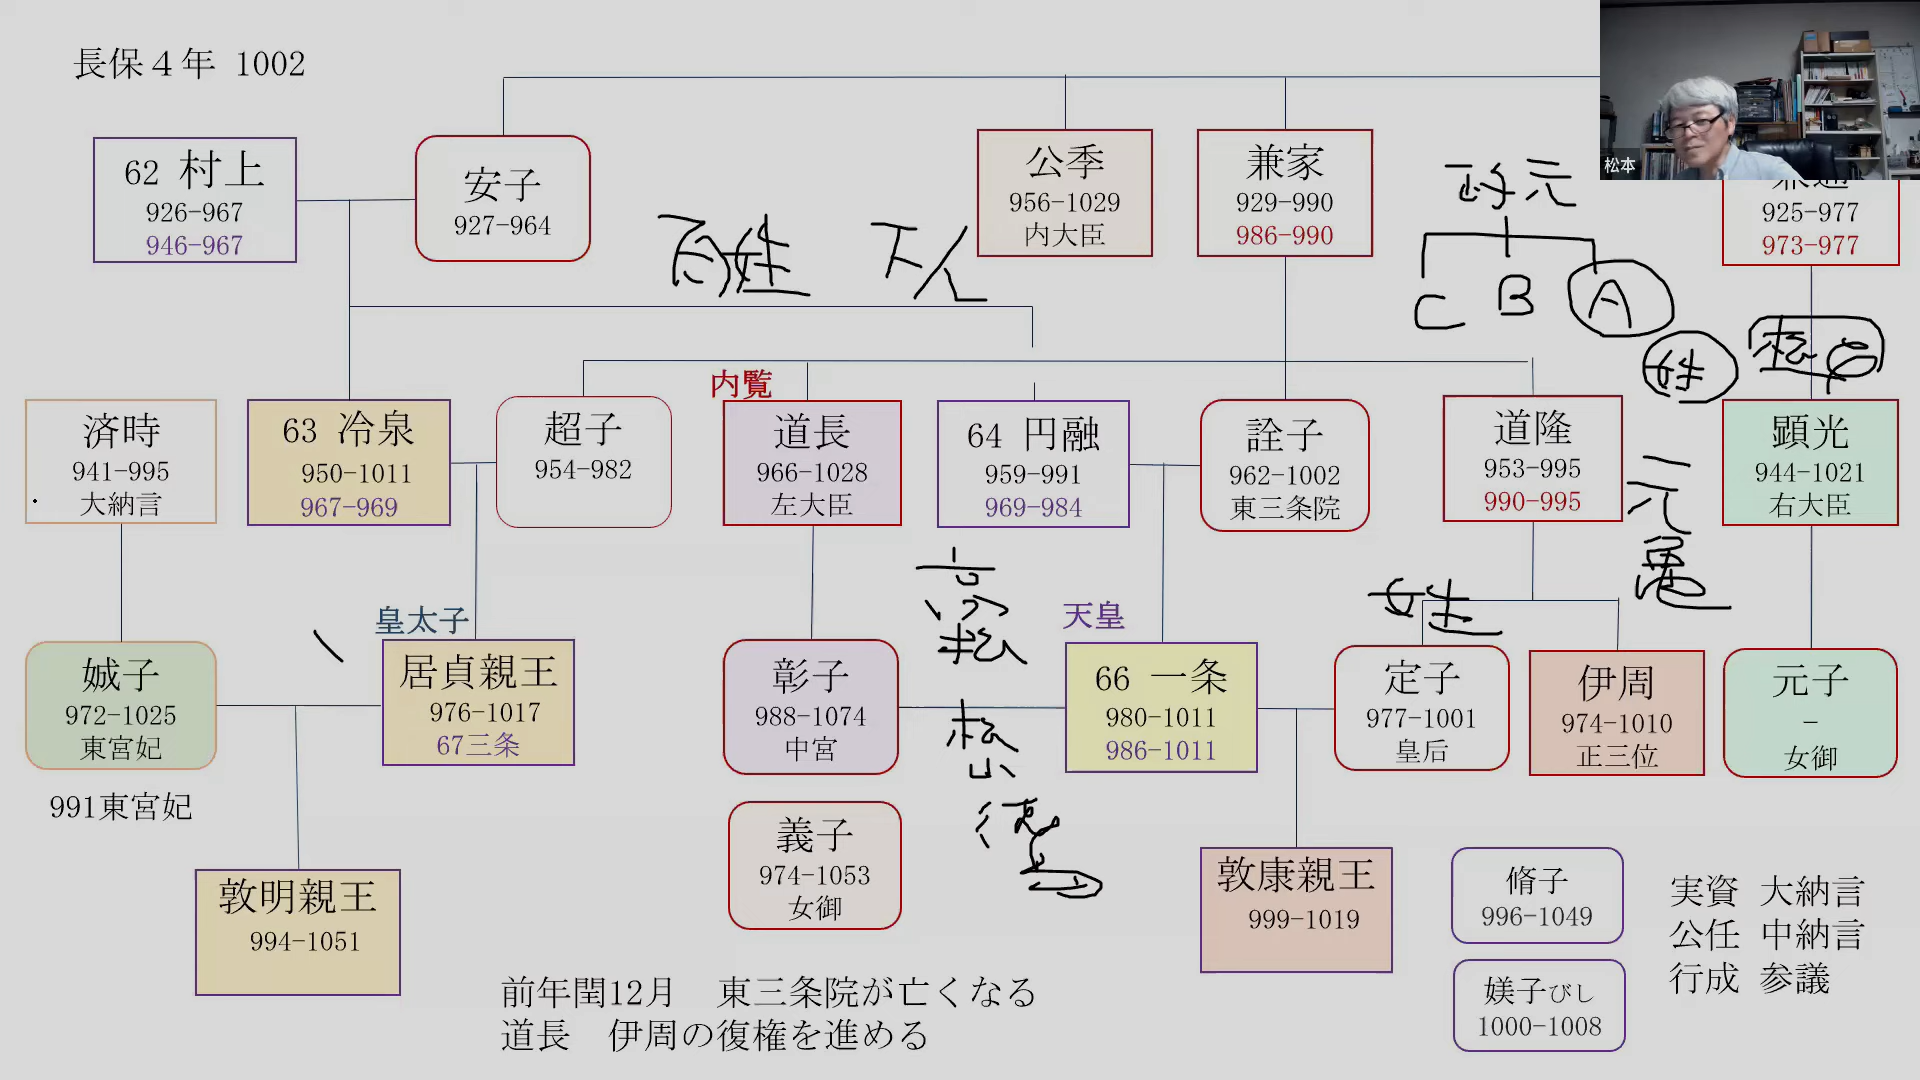 長保４年 1002
松本
62 村上
926-967
946-967
安子
927-964
公季
956-1029
内大臣
兼家
929-990
986-990
925-977
973-977
百姓
下人
C B A
姓
済時
941-995
大納言
63 冷泉
950-1011
967-969
超子
954-982
内覧
道長
966-1028
左大臣
64 円融
959-991
969-984
詮子
962-1002
東三条院
道隆
953-995
990-995
顕光
944-1021
右大臣
元亀
高松
姓
松山
皇太子
天皇
娍子
972-1025
東宮妃
居貞親王
976-1017
67三条
彰子
988-1074
中宮
66 一条
980-1011
986-1011
定子
977-1001
皇后
伊周
974-1010
正三位
元子
-
女御
991東宮妃
義子
974-1053
女御
敦明親王
994-1051
敦康親王
999-1019
脩子
996-1049
媄子びし
1000-1008
実資 大納言
公任 中納言
行成 参議
前年閏12月 東三条院が亡くなる
道長 伊周の復権を進める